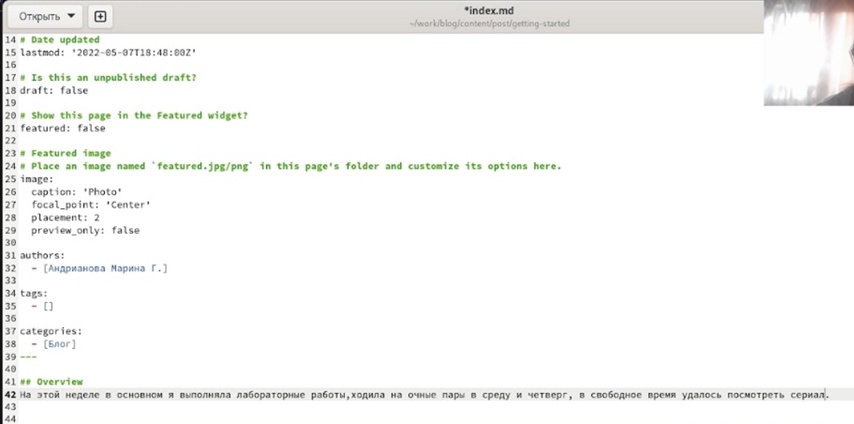 Открыть
*index.md
~/work/blog/content/post/getting-started
14 # Date updated
15 lastmod: '2022-05-07T18:48:00Z'
16
17 # Is this an unpublished draft?
18 draft: false
19
20 # Show this page in the Featured widget?
21 featured: false
22
23 # Featured image
24 # Place an image named `featured.jpg/png` in this page's folder and customize its options here.
25 image:
26 caption: 'Photo'
27 focal_point: 'Center'
28 placement: 2
29 preview_only: false
30
31 authors:
32 - [Андрианова Марина Г.]
33
34 tags:
35 - []
36
37 categories:
38 - [Блог]
39 ---
40
41 ## Overview
42 На этой неделе в основном я выполняла лабораторные работы,ходила на очные пары в среду и четверг, в свободное время удалось посмотреть сериал.
43
44